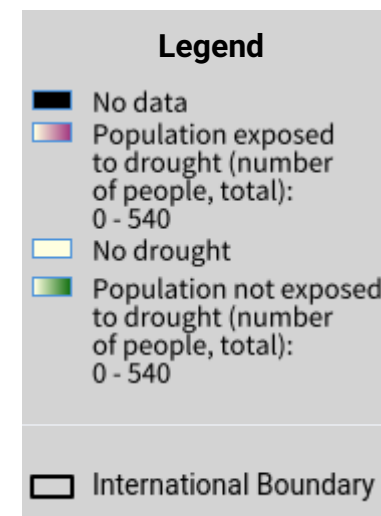 Legend
No data
Population exposed
to drought (number
of people, total):
0 - 540
No drought
Population not exposed
to drought (number
of people, total):
0 - 540
International Boundary